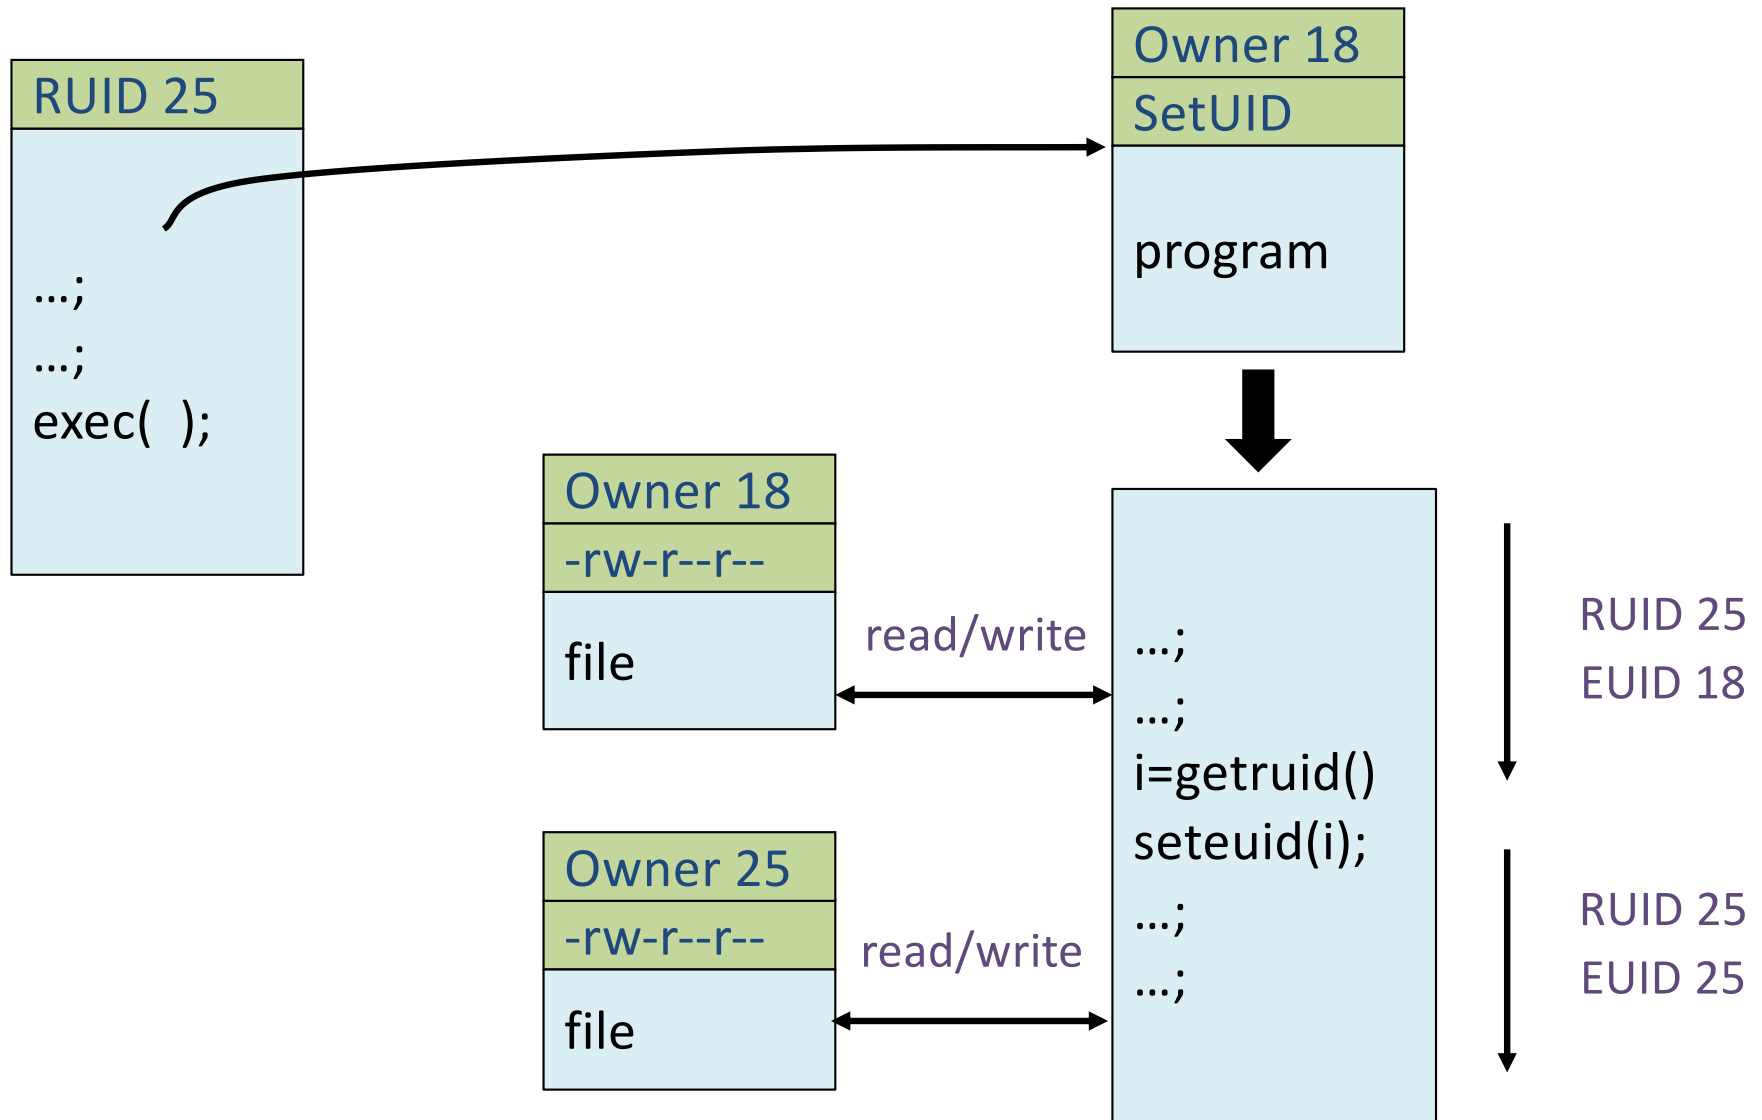 RUID 25
…;
…;
exec( );
Owner 18
SetUID
program
Owner 18
-rw-r--r--
file
read/write
Owner 25
-rw-r--r--
file
read/write
…;
…;
i=getruid()
seteuid(i);
…;
…;
RUID 25
EUID 18
RUID 25
EUID 25